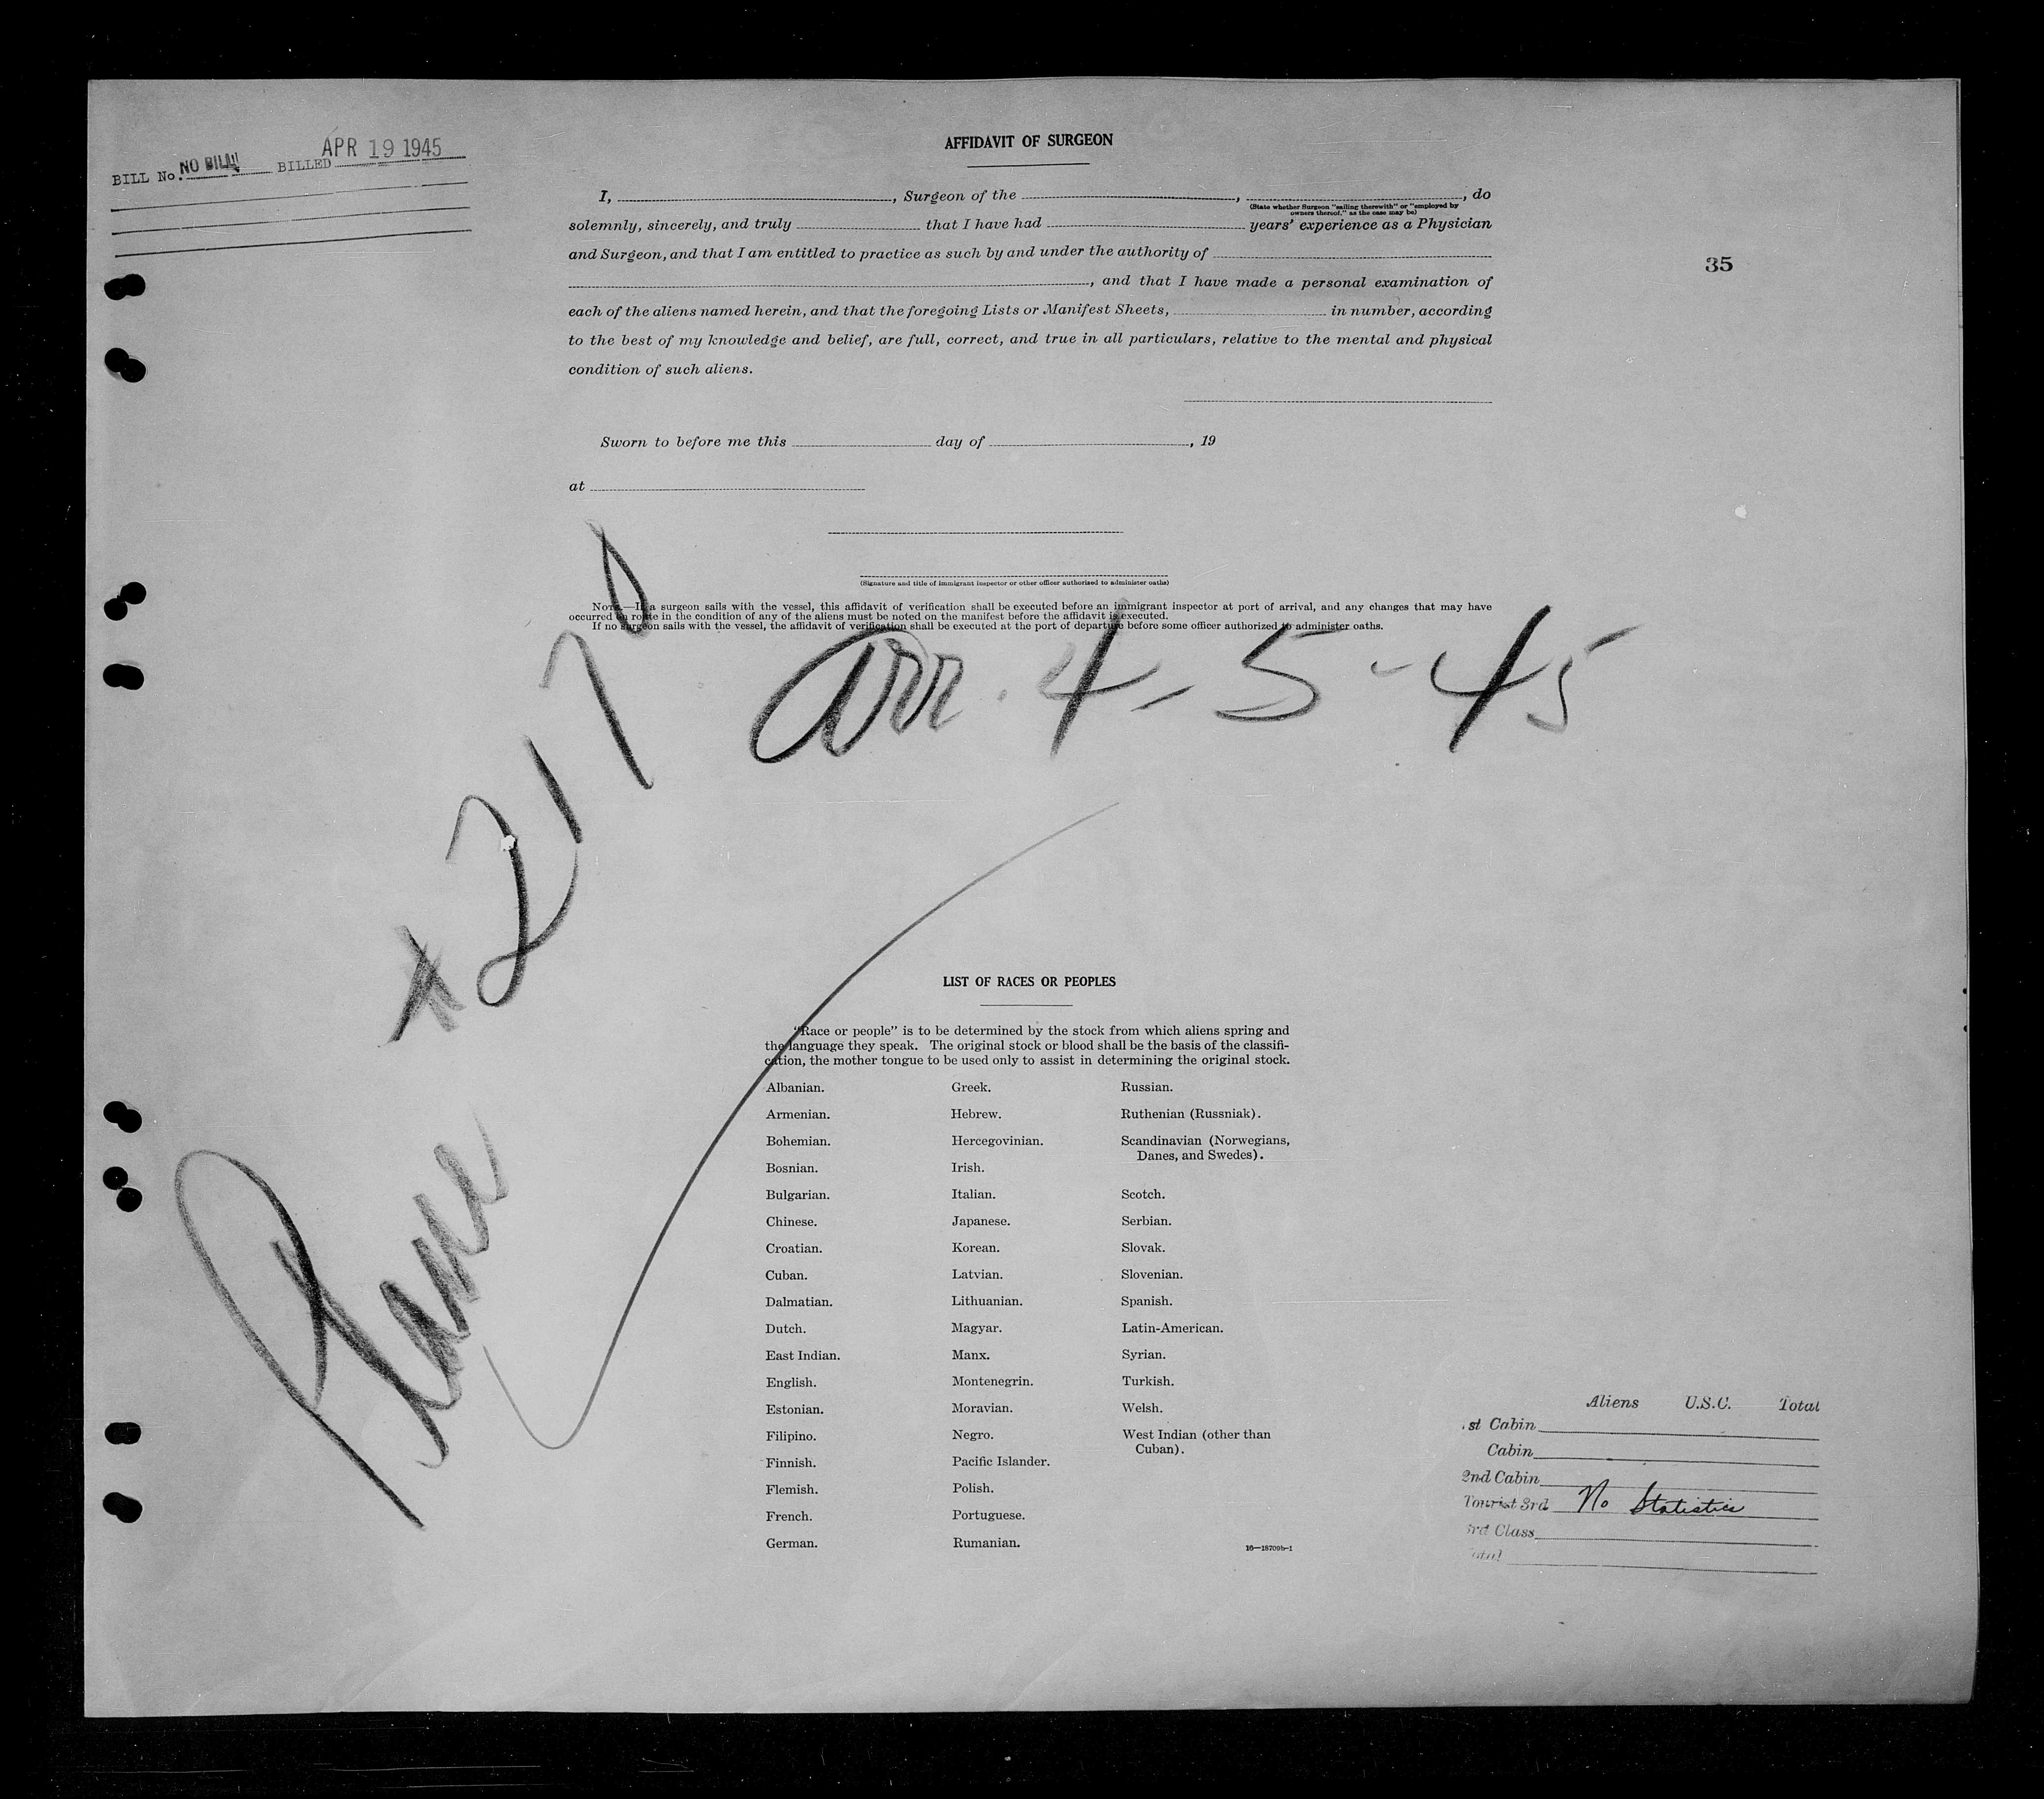 BILL No. NO BILL! BILLED APR 19 1945
35
AFFIDAVIT OF SURGEON
I, , Surgeon of the , , do
(State whether Surgeon "sailing therewith" or "employed by
owners thereof," as the case may be)
solemnly, sincerely, and truly that I have had years' experience as a Physician
and Surgeon, and that I am entitled to practice as such by and under the authority of
, and that I have made a personal examination of
each of the aliens named herein, and that the foregoing Lists or Manifest Sheets, in number, according
to the best of my knowledge and belief, are full, correct, and true in all particulars, relative to the mental and physical
condition of such aliens.
Sworn to before me this day of , 19
at
(Signature and title of immigrant inspector or other officer authorized to administer oaths)
NOTE.—If a surgeon sails with the vessel, this affidavit of verification shall be executed before an immigrant inspector at port of arrival, and any changes that may have
occurred en route in the condition of any of the aliens must be noted on the manifest before the affidavit is executed.
If no surgeon sails with the vessel, the affidavit of verification shall be executed at the port of departure before some officer authorized to administer oaths.
Arr. 4-5-45
Plane #2170
LIST OF RACES OR PEOPLES
"Race or people" is to be determined by the stock from which aliens spring and
the language they speak. The original stock or blood shall be the basis of the classifi-
cation, the mother tongue to be used only to assist in determining the original stock.
Albanian.
Armenian.
Bohemian.
Bosnian.
Bulgarian.
Chinese.
Croatian.
Cuban.
Dalmatian.
Dutch.
East Indian.
English.
Estonian.
Filipino.
Finnish.
Flemish.
French.
German.
Greek.
Hebrew.
Hercegovinian.
Irish.
Italian.
Japanese.
Korean.
Latvian.
Lithuanian.
Magyar.
Manx.
Montenegrin.
Moravian.
Negro.
Pacific Islander.
Polish.
Portuguese.
Rumanian.
Russian.
Ruthenian (Russniak).
Scandinavian (Norwegians,
Danes, and Swedes).
Scotch.
Serbian.
Slovak.
Slovenian.
Spanish.
Latin-American.
Syrian.
Turkish.
Welsh.
West Indian (other than
Cuban).
16—18709b-1
Aliens U.S.C. Total
st Cabin
Cabin
2nd Cabin
Tourist 3rd No Statistics
3rd Class
otal